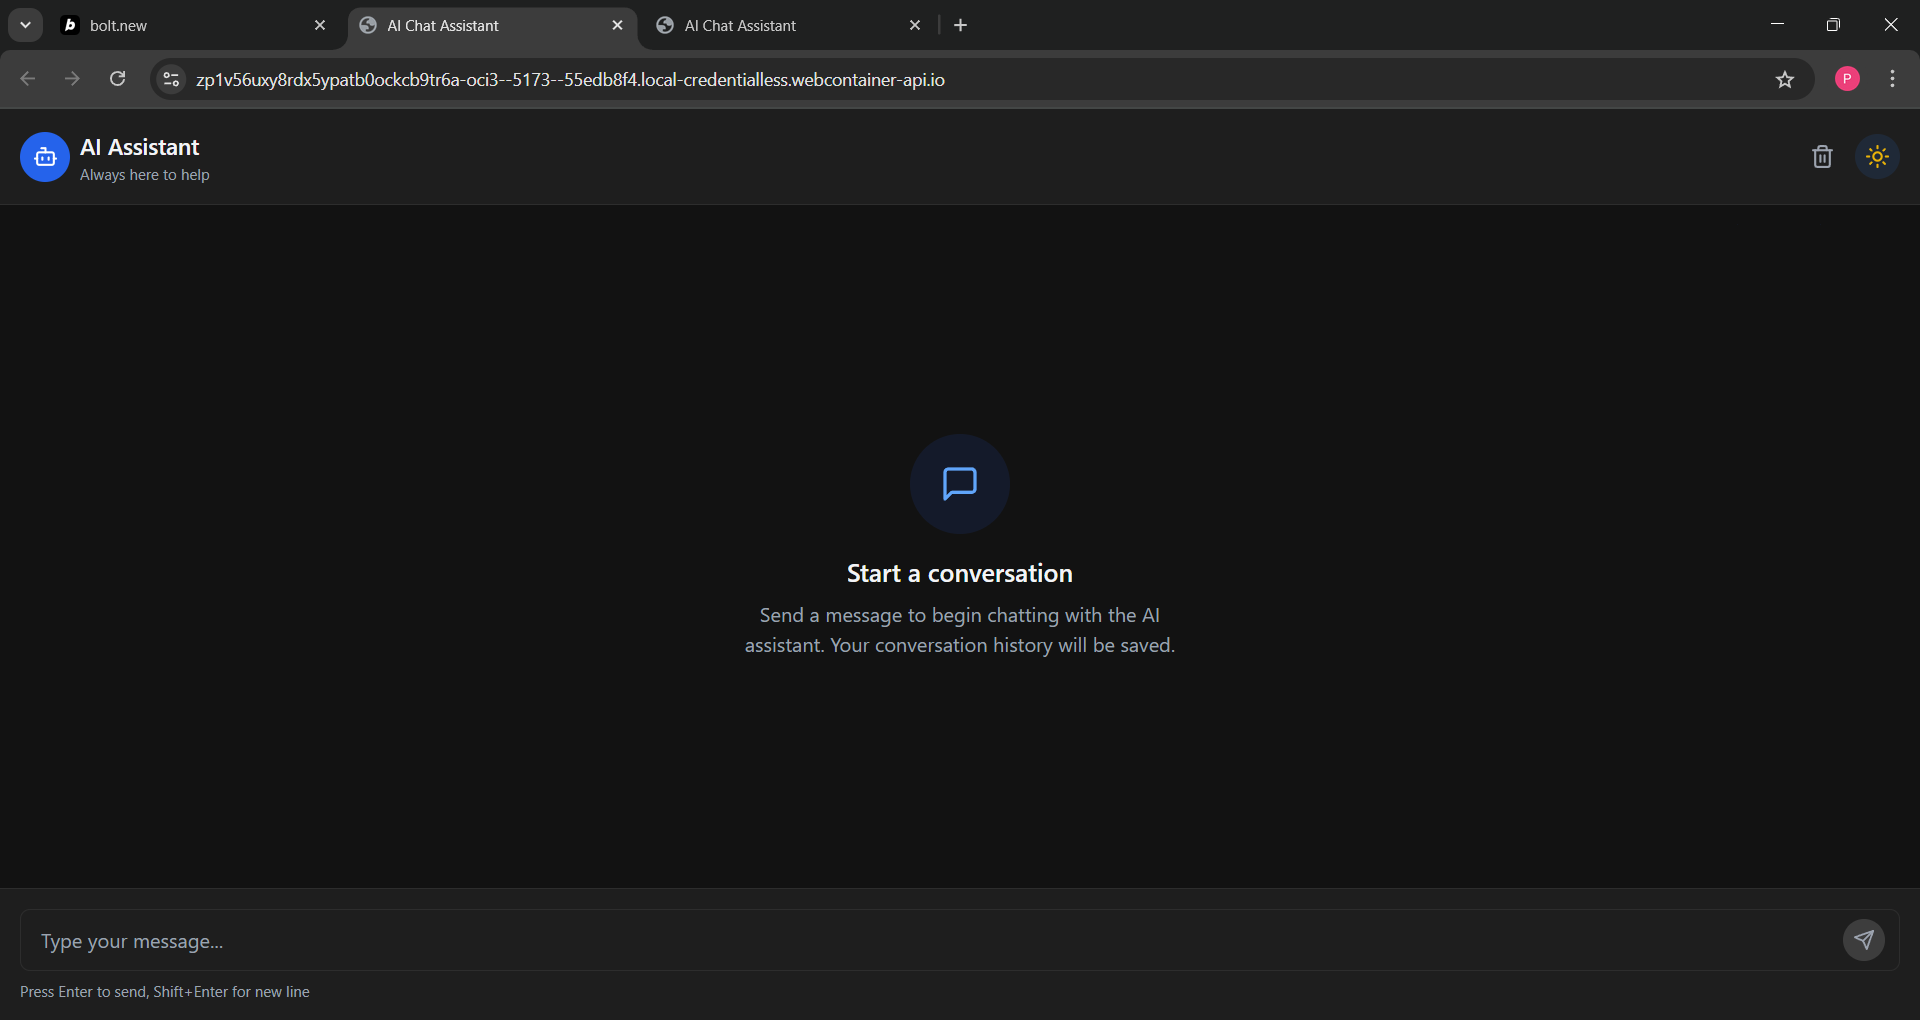 bolt.new
AI Chat Assistant
AI Chat Assistant
zp1v56uxy8rdx5ypatb0ockcb9tr6a-oci3--5173--55edb8f4.local-credentialless.webcontainer-api.io
P
AI Assistant
Always here to help
Start a conversation
Send a message to begin chatting with the AI
assistant. Your conversation history will be saved.
Type your message...
Press Enter to send, Shift+Enter for new line